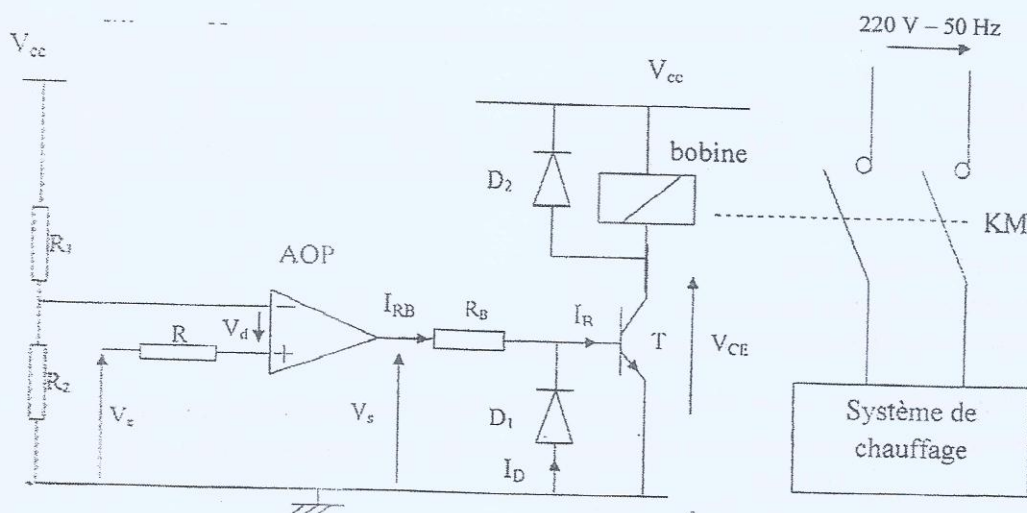 220 V – 50 Hz
Vcc
Vcc
bobine
D2
KM
R1
AOP
IRB
RB
IB
T
VCE
Vd
R
R2
Ve
Vs
D1
ID
Système de
chauffage